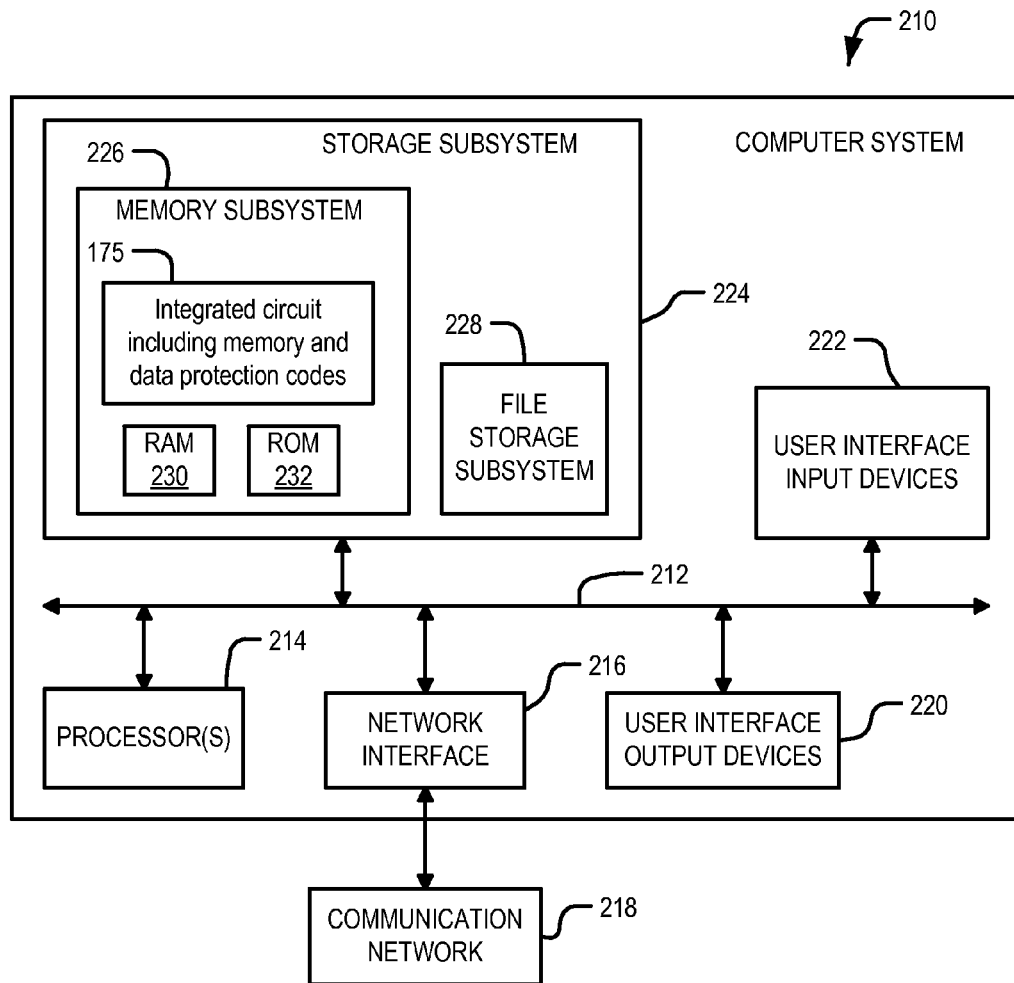 210
STORAGE SUBSYSTEM
COMPUTER SYSTEM
226
MEMORY SUBSYSTEM
175
Integrated circuit
including memory and
data protection codes
RAM
230
ROM
232
228
FILE
STORAGE
SUBSYSTEM
224
222
USER INTERFACE
INPUT DEVICES
212
214
PROCESSOR(S)
216
NETWORK
INTERFACE
USER INTERFACE
OUTPUT DEVICES
220
COMMUNICATION
NETWORK
218